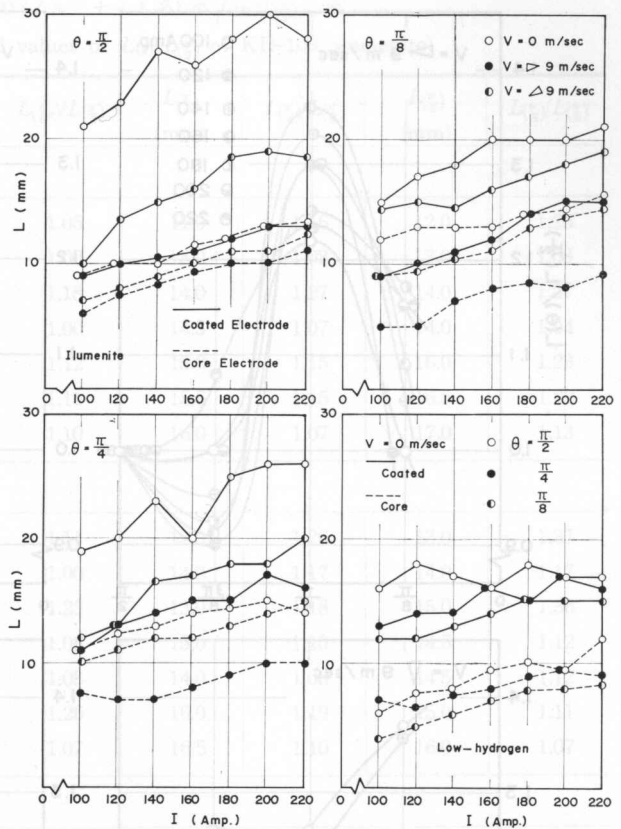 30
θ = π/2
20
L (mm)
10
Ilumenite
Coated Electrode
Core Electrode
0 100 120 140 160 180 200 220
30
θ = π/8
V = 0 m/sec
V = ▷ 9 m/sec
V = ◿ 9 m/sec
20
10
0 100 120 140 160 180 200 220
30
θ = π/4
20
L (mm)
10
0 100 120 140 160 180 200 220
I (Amp.)
30
V = 0 m/sec
θ = π/2
Coated
π/4
Core
π/8
20
10
Low-hydrogen
0 100 120 140 160 180 200 220
I (Amp.)